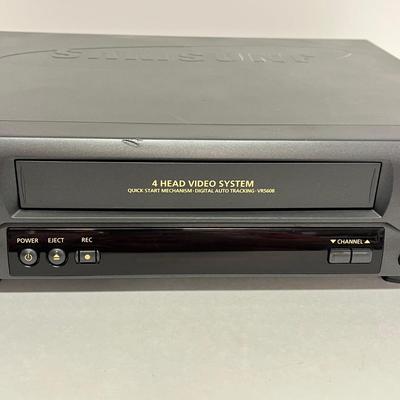 SAMSUNG
4 HEAD VIDEO SYSTEM
QUICK START MECHANISM · DIGITAL AUTO TRACKING · VR5608
POWER EJECT REC
▼ CHANNEL ▲